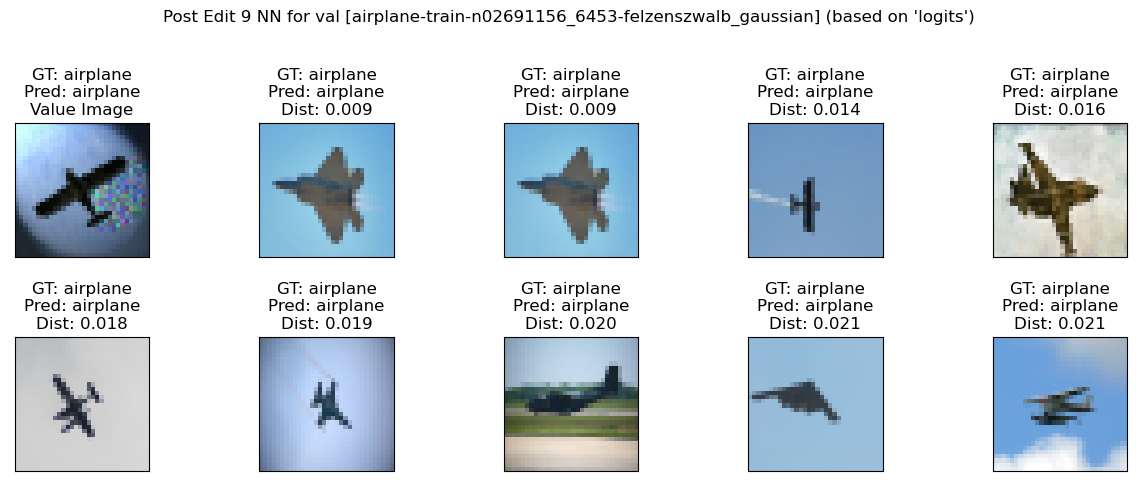 Post Edit 9 NN for val [airplane-train-n02691156_6453-felzenszwalb_gaussian] (based on 'logits')
GT: airplane
Pred: airplane
Value Image
GT: airplane
Pred: airplane
Dist: 0.009
GT: airplane
Pred: airplane
Dist: 0.009
GT: airplane
Pred: airplane
Dist: 0.014
GT: airplane
Pred: airplane
Dist: 0.016
GT: airplane
Pred: airplane
Dist: 0.018
GT: airplane
Pred: airplane
Dist: 0.019
GT: airplane
Pred: airplane
Dist: 0.020
GT: airplane
Pred: airplane
Dist: 0.021
GT: airplane
Pred: airplane
Dist: 0.021